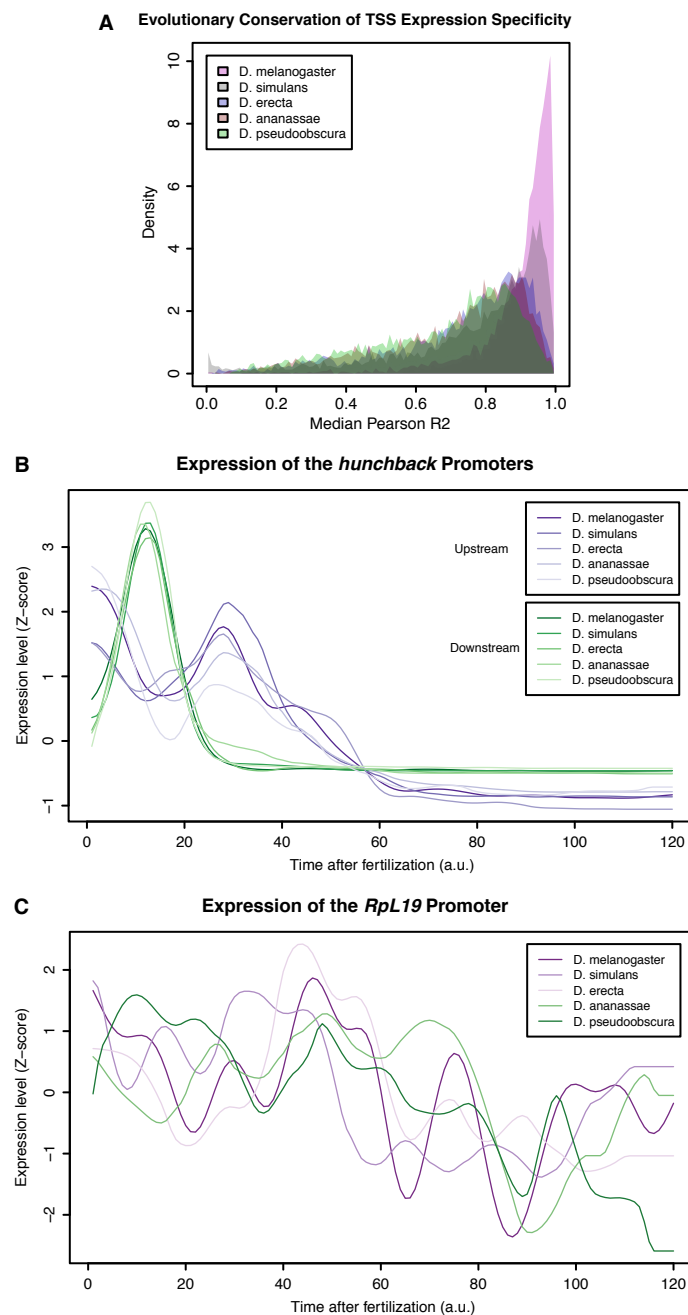 A Evolutionary Conservation of TSS Expression Specificity
D. melanogaster
D. simulans
D. erecta
D. ananassae
D. pseudoobscura
Density
10
8
6
4
2
0
0.0 0.2 0.4 0.6 0.8 1.0
Median Pearson R2
B Expression of the hunchback Promoters
Upstream
D. melanogaster
D. simulans
D. erecta
D. ananassae
D. pseudoobscura
Downstream
D. melanogaster
D. simulans
D. erecta
D. ananassae
D. pseudoobscura
Expression level (Z−score)
3
2
1
0
−1
0 20 40 60 80 100 120
Time after fertilization (a.u.)
C Expression of the RpL19 Promoter
D. melanogaster
D. simulans
D. erecta
D. ananassae
D. pseudoobscura
Expression level (Z−score)
2
1
0
−1
−2
0 20 40 60 80 100 120
Time after fertilization (a.u.)